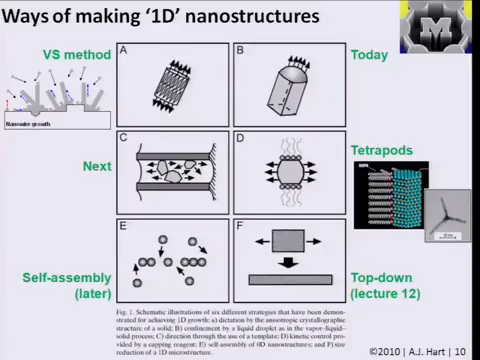 Ways of making ‘1D’ nanostructures
VS method
Today
A
B
Nanowire growth
Next
C
D
Tetrapods
E
F
Self-assembly
(later)
Top-down
(lecture 12)
Fig. 1. Schematic illustrations of six different strategies that have been demon-
strated for achieving 1D growth: a) dictation by the anisotropic crystallographic
structure of a solid; B) confinement by a liquid droplet as in the vapor–liquid–
solid process; C) direction through the use of a template; D) kinetic control
provided by a capping reagent; E) self-assembly of 0D nanostructures; and F) size
reduction of a 1D microstructure.
©2010 | A.J. Hart | 10